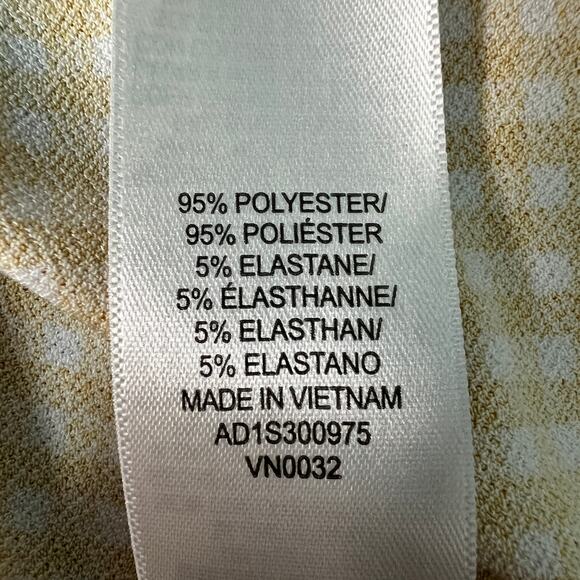 95% POLYESTER/
95% POLIÉSTER
5% ELASTANE/
5% ÉLASTHANNE/
5% ELASTHAN/
5% ELASTANO
MADE IN VIETNAM
AD1S300975
VN0032